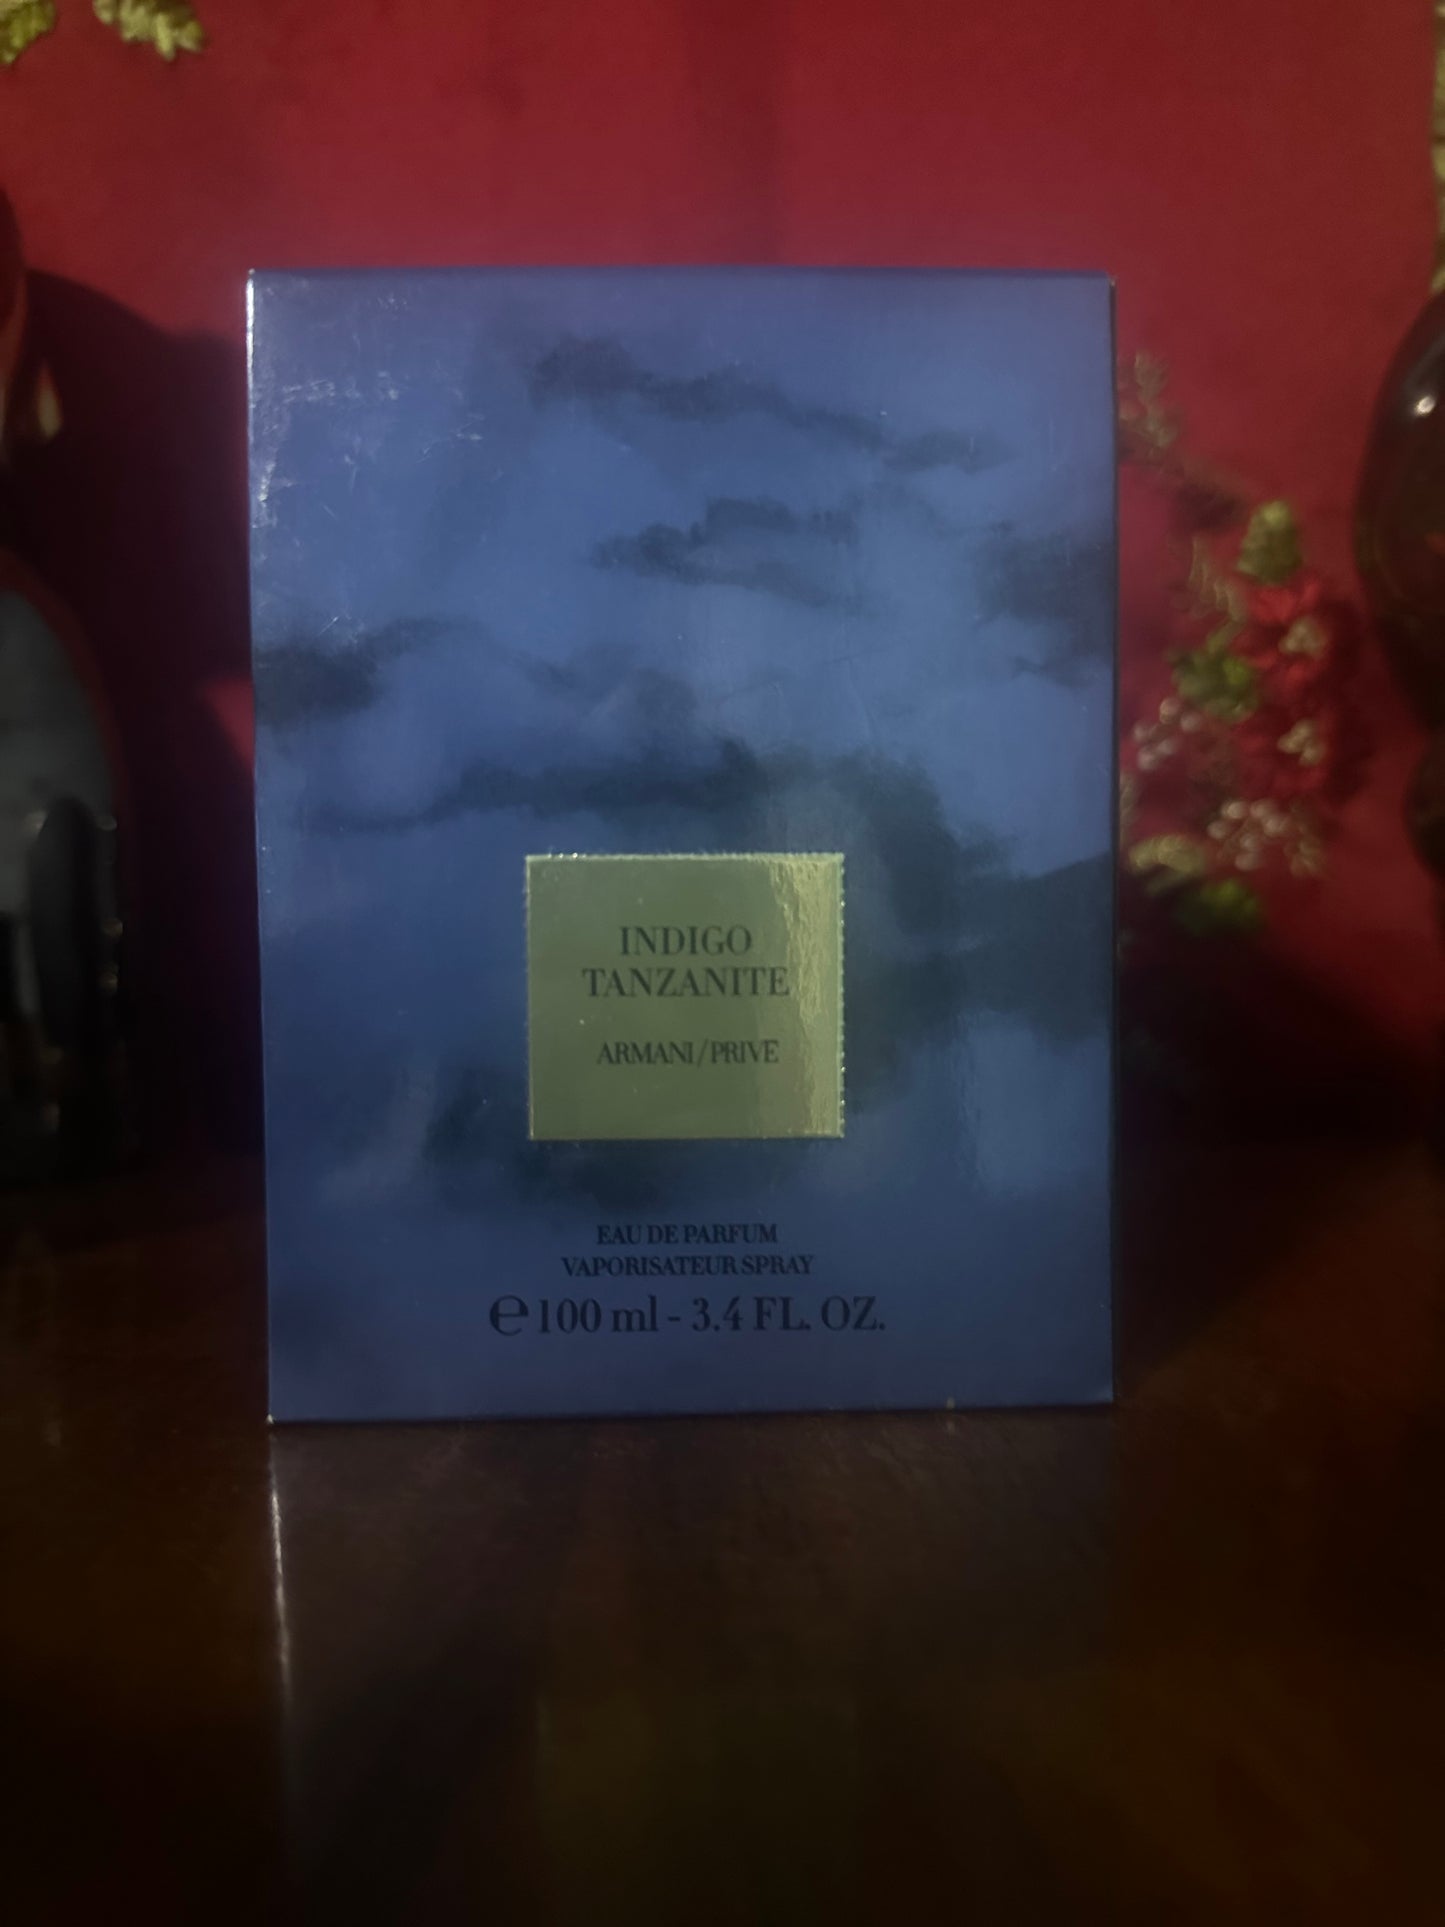 INDIGO
TANZANITE
ARMANI/PRIVE
EAU DE PARFUM
VAPORISATEUR SPRAY
℮ 100 ml - 3.4 FL. OZ.